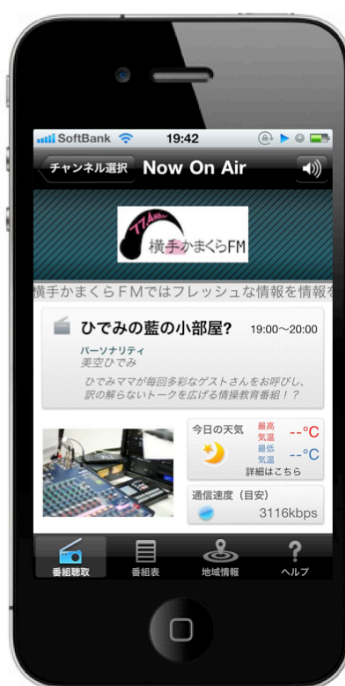 SoftBank 19:42
チャンネル選択 Now On Air
77.4MHz
横手かまくらFM
横手かまくらFMではフレッシュな情報を情報を
ひでみの藍の小部屋? 19:00～20:00
パーソナリティ
美空ひでみ
ひでみママが毎回多彩なゲストさんをお呼びし、
訳の解らないトークを広げる情操教育番組！？
今日の天気 最高気温 --°C
最低気温 --°C
詳細はこちら
通信速度（目安）
3116kbps
番組聴取 番組表 地域情報 ヘルプ